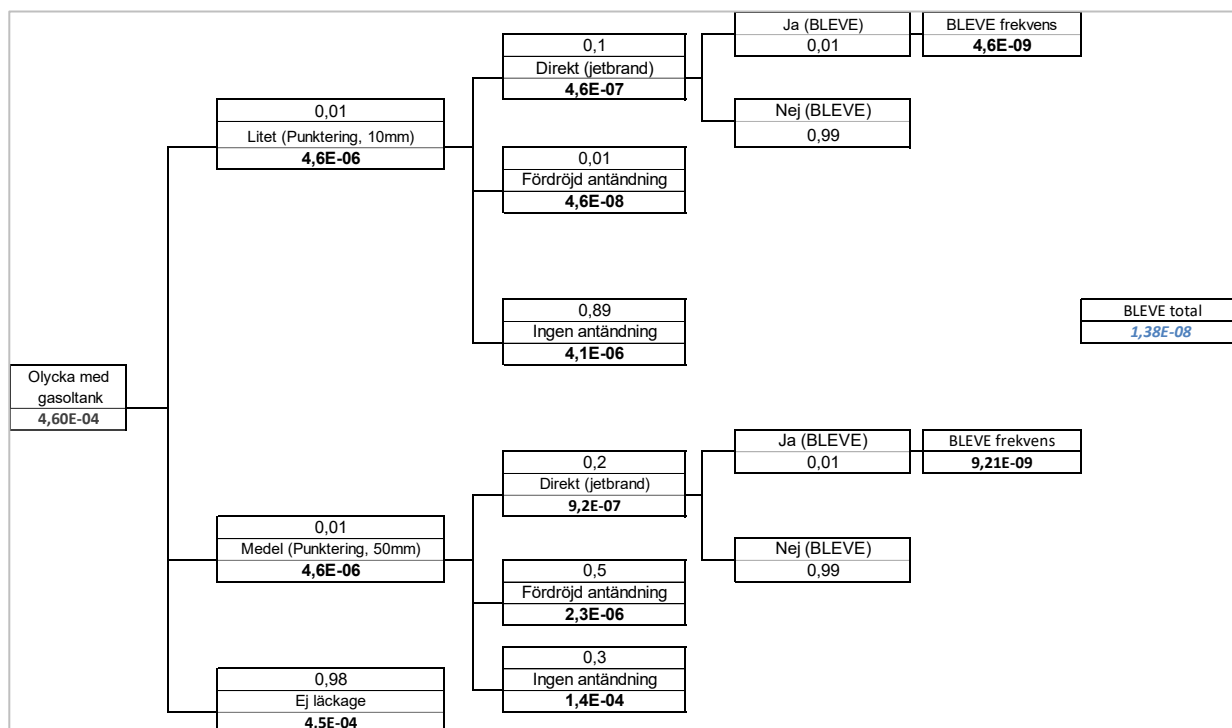 Ja (BLEVE)
0,01
BLEVE frekvens
4,6E-09
0,1
Direkt (jetbrand)
4,6E-07
Nej (BLEVE)
0,99
0,01
Litet (Punktering, 10mm)
4,6E-06
0,01
Fördröjd antändning
4,6E-08
0,89
Ingen antändning
4,1E-06
BLEVE total
1,38E-08
Olycka med
gasoltank
4,60E-04
Ja (BLEVE)
0,01
BLEVE frekvens
9,21E-09
0,2
Direkt (jetbrand)
9,2E-07
Nej (BLEVE)
0,99
0,01
Medel (Punktering, 50mm)
4,6E-06
0,5
Fördröjd antändning
2,3E-06
0,3
Ingen antändning
1,4E-04
0,98
Ej läckage
4,5E-04